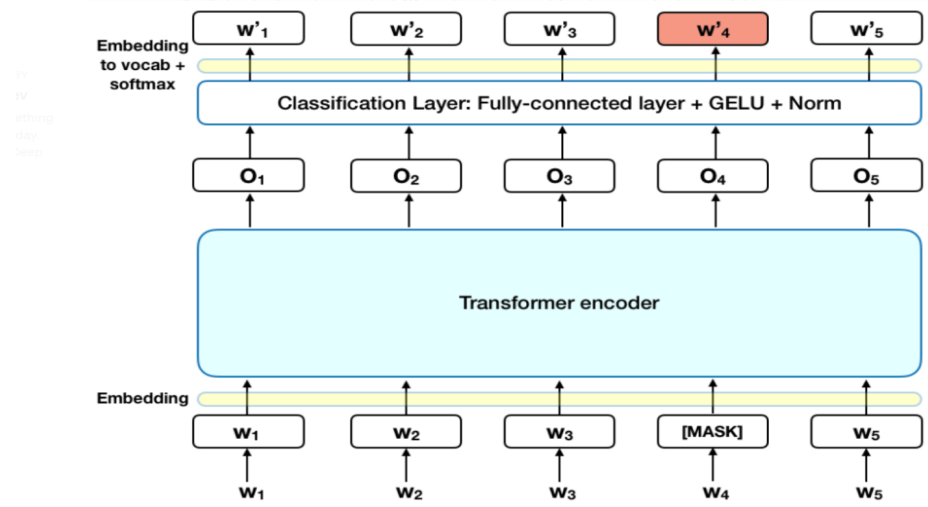 w'₁ w'₂ w'₃ w'₄ w'₅
Embedding
to vocab +
softmax
Classification Layer: Fully-connected layer + GELU + Norm
O₁ O₂ O₃ O₄ O₅
Transformer encoder
Embedding
W₁ W₂ W₃ [MASK] W₅
W₁ W₂ W₃ W₄ W₅